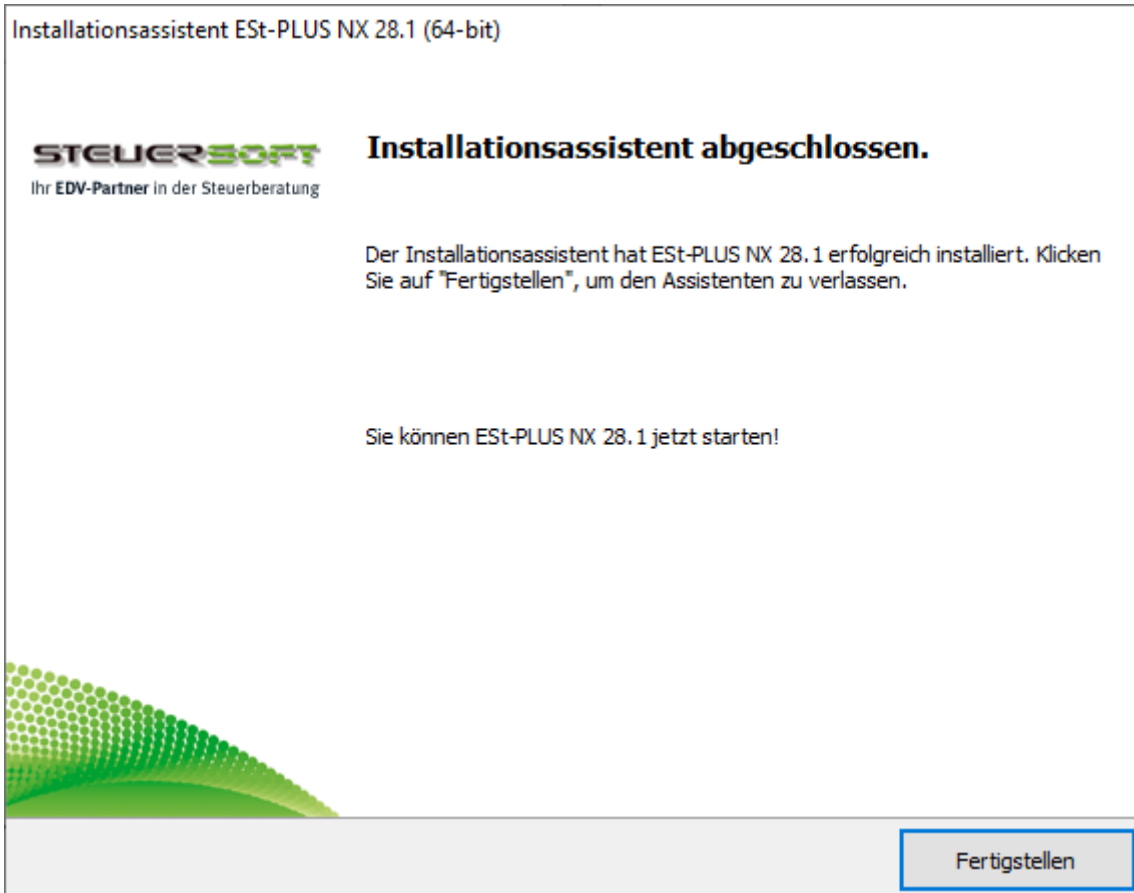 Installationsassistent ESt-PLUS NX 28.1 (64-bit)
STEUERSOFT
Ihr EDV-Partner in der Steuerberatung
Installationsassistent abgeschlossen.
Der Installationsassistent hat ESt-PLUS NX 28.1 erfolgreich installiert. Klicken
Sie auf "Fertigstellen", um den Assistenten zu verlassen.
Sie können ESt-PLUS NX 28.1 jetzt starten!
Fertigstellen